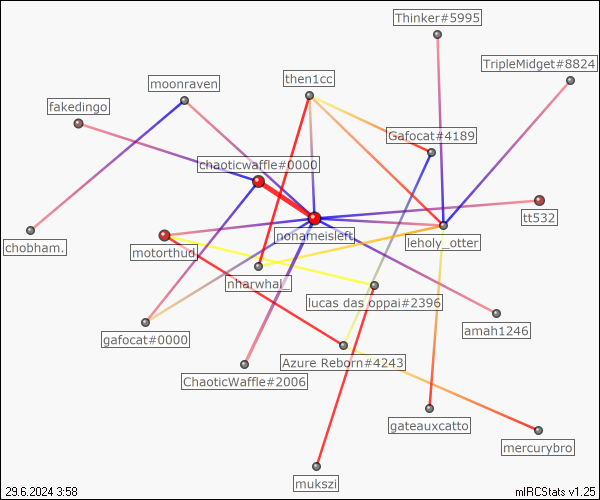 Thinker#5995
TripleMidget#8824
moonraven
then1cc
fakedingo
Gafocat#4189
chaoticwaffle#0000
tt532
nonameisleft
leholy_otter
chobham.
motorthud
nharwhal_
lucas das oppai#2396
amah1246
gafocat#0000
Azure Reborn#4243
ChaoticWaffle#2006
gateauxcatto
mercurybro
mukszi
29.6.2024 3:58
mIRCStats v1.25